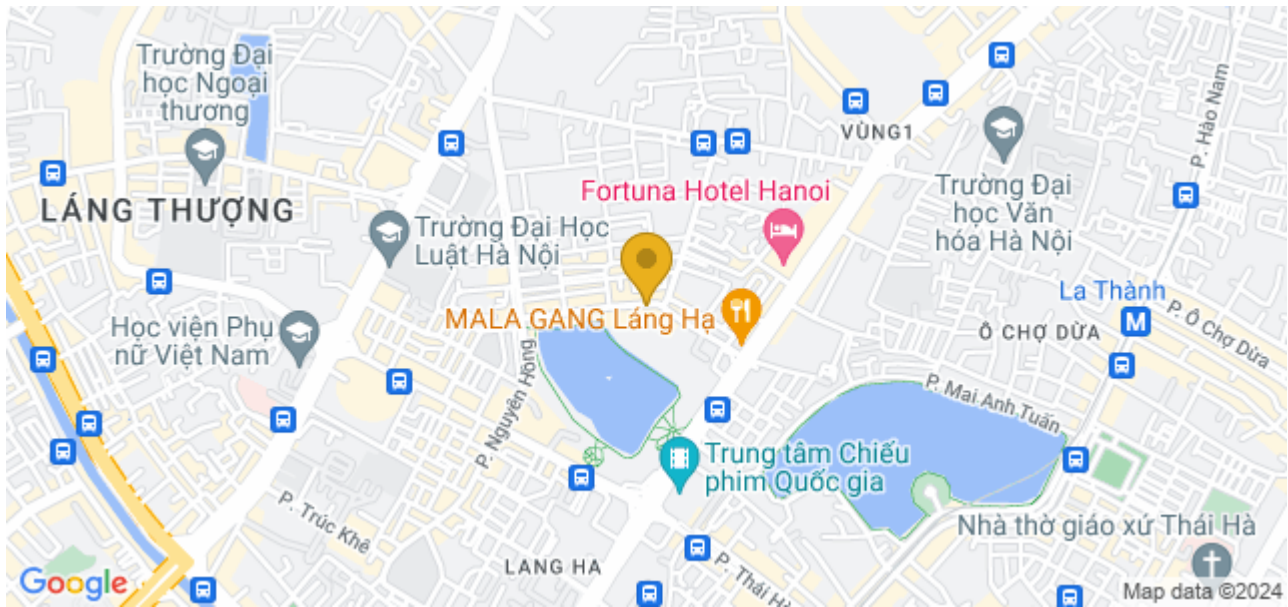 Trường Đại
học Ngoại
thương
LÁNG THƯỢNG
VÙNG1
P. Hào Nam
Fortuna Hotel Hanoi
Trường Đại
học Văn
hóa Hà Nội
Trường Đại Học
Luật Hà Nội
La Thành
M
MALA GANG Láng Hạ
Ô CHỢ DỪA
P. Ô Chợ Dừa
Học viện Phụ
nữ Việt Nam
P. Nguyên Hồng
P. Mai Anh Tuấn
Trung tâm Chiếu
phim Quốc gia
P. Trúc Khê
LANG HA
P. Thái Hà
Nhà thờ giáo xứ Thái Hà
Google
Map data ©2024